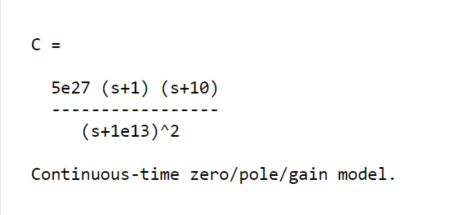 C =
5e27 (s+1) (s+10)
-----------------
(s+1e13)^2
Continuous-time zero/pole/gain model.